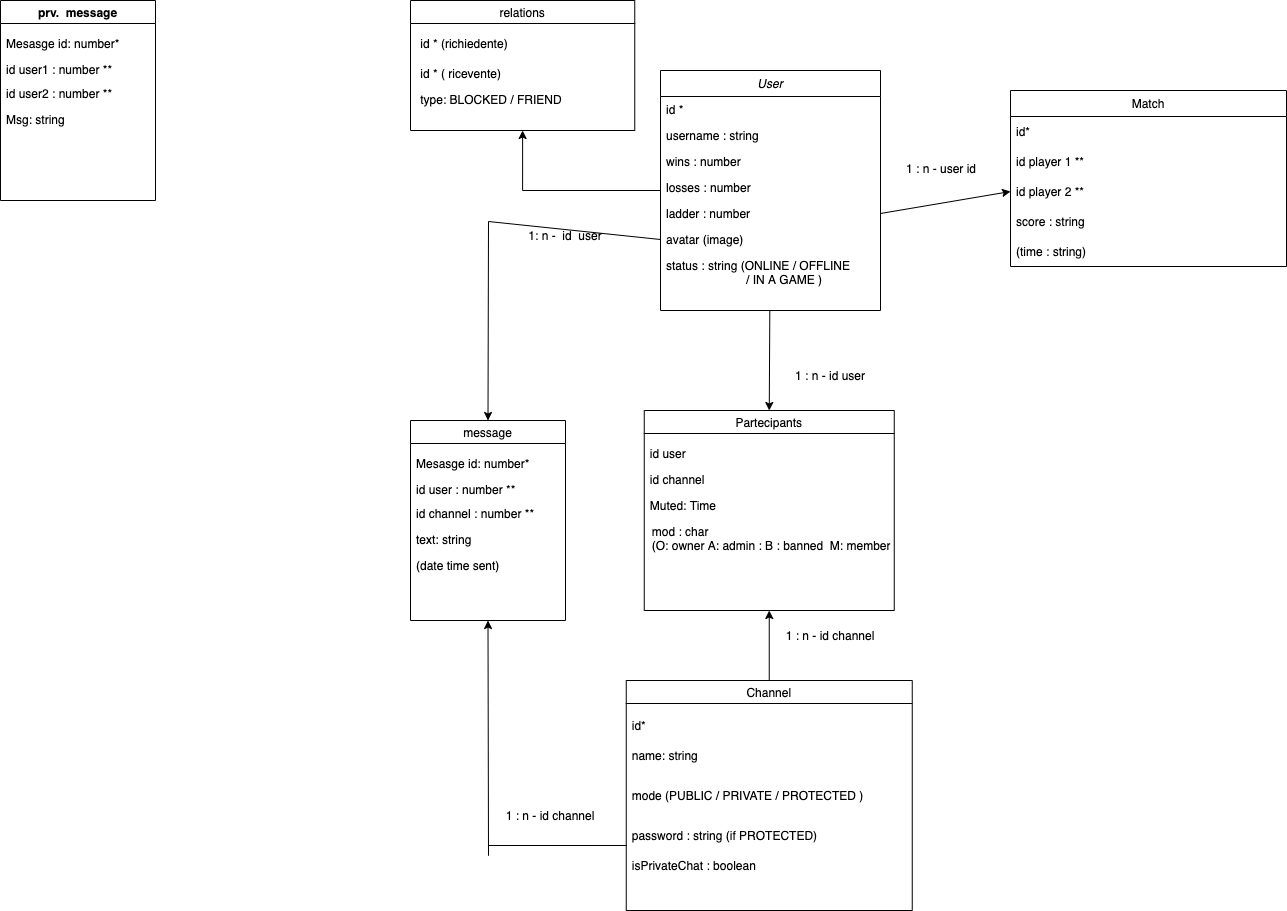 prv.  message
Mesasge id: number*
id user1 : number **
id user2 : number **
Msg: string
relations
id * (richiedente)
id * ( ricevente)
type: BLOCKED / FRIEND
User
id *
username : string
wins : number
losses : number
ladder : number
avatar (image)
status : string (ONLINE / OFFLINE
/ IN A GAME )
1 : n - user id
Match
id*
id player 1 **
id player 2 **
score : string
(time : string)
1: n -  id  user
1 : n - id user
message
Mesasge id: number*
id user : number **
id channel : number **
text: string
(date time sent)
Partecipants
id user
id channel
Muted: Time
mod : char
(O: owner A: admin : B : banned  M: member
1 : n - id channel
Channel
id*
name: string
mode (PUBLIC / PRIVATE / PROTECTED )
password : string (if PROTECTED)
isPrivateChat : boolean
1 : n - id channel